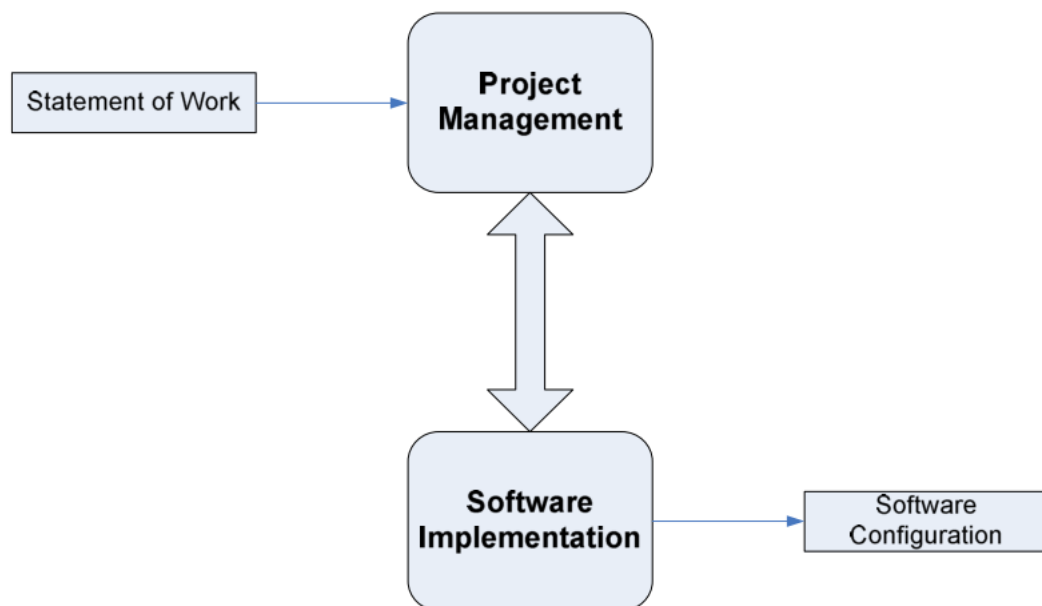 Project
Management
Statement of Work
Software
Implementation
Software
Configuration